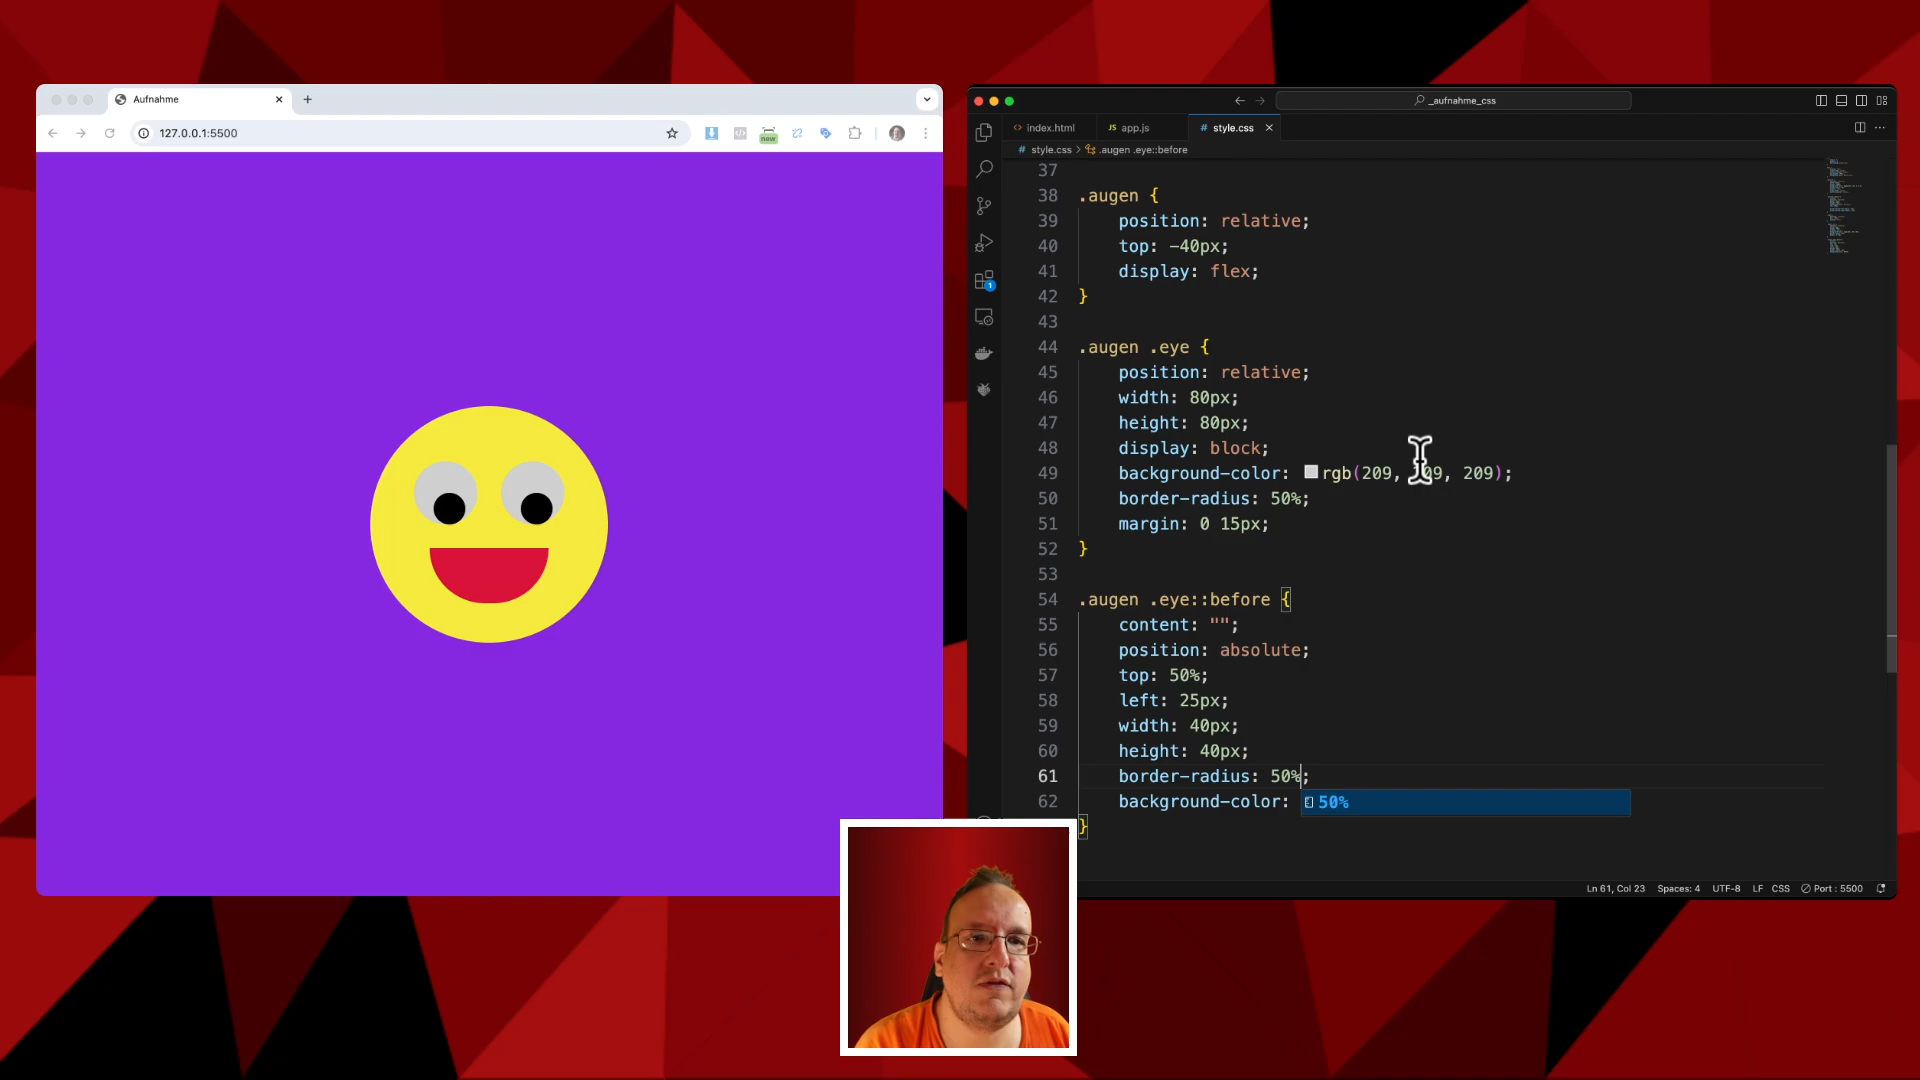 Aufnahme
127.0.0.1:5500
new
_aufnahme_css
index.html
JS app.js
# style.css
1
# style.css > .augen .eye::before
37
38 .augen {
39 position: relative;
40 top: -40px;
41 display: flex;
42 }
43
44 .augen .eye {
45 position: relative;
46 width: 80px;
47 height: 80px;
48 display: block;
49 background-color: rgb(209, 09, 209);
50 border-radius: 50%;
51 margin: 0 15px;
52 }
53
54 .augen .eye::before {
55 content: "";
56 position: absolute;
57 top: 50%;
58 left: 25px;
59 width: 40px;
60 height: 40px;
61 border-radius: 50%;
62 background-color:
50%
}
Ln 61, Col 23 Spaces: 4 UTF-8 LF CSS Port : 5500